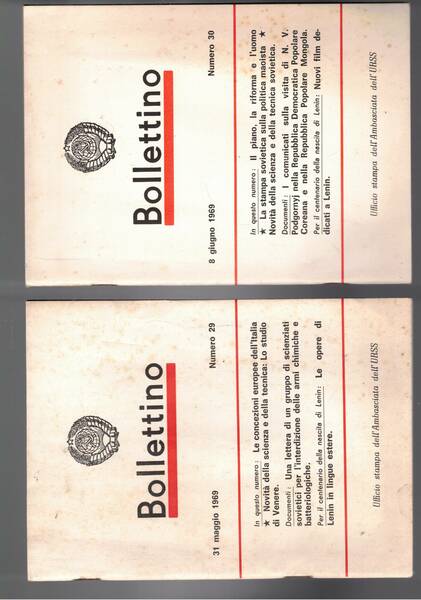 Bollettino
31 maggio 1969 Numero 29
In questo numero: Le concezioni europee dell'Italia
★ Novità della scienza e della tecnica: Lo studio
di Venere.
Documenti: Una lettera di un gruppo di scienziati
sovietici per l'interdizione delle armi chimiche e
batteriologiche.
Per il centenario della nascita di Lenin: Le opere di
Lenin in lingue estere.
Ufficio stampa dell'Ambasciata dell'URSS
Bollettino
8 giugno 1969 Numero 30
In questo numero: Il piano, la riforma e l'uomo
★ La stampa sovietica sulla politica maoista ★
Novità della scienza e della tecnica sovietica.
Documenti: I comunicati sulla visita di N. V.
Podgornyj nella Repubblica Democratica Popolare
Coreana e nella Repubblica Popolare Mongola.
Per il centenario della nascita di Lenin: Nuovi film de-
dicati a Lenin.
Ufficio stampa dell'Ambasciata dell'URSS